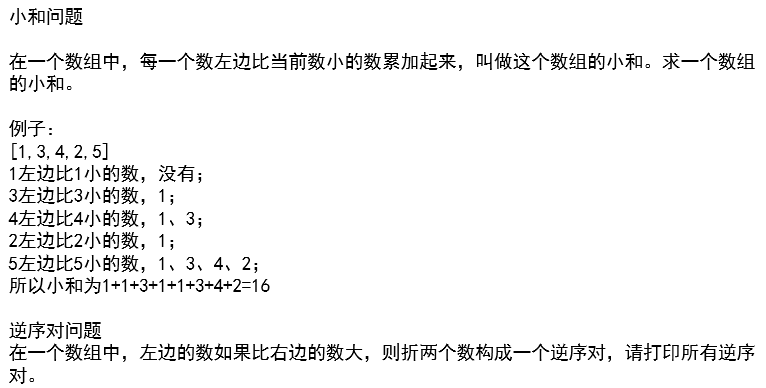 小和问题
在一个数组中，每一个数左边比当前数小的数累加起来，叫做这个数组的小和。求一个数组
的小和。
例子：
[1,3,4,2,5]
1左边比1小的数，没有；
3左边比3小的数，1；
4左边比4小的数，1、3；
2左边比2小的数，1；
5左边比5小的数，1、3、4、2；
所以小和为1+1+3+1+1+3+4+2=16
逆序对问题
在一个数组中，左边的数如果比右边的数大，则折两个数构成一个逆序对，请打印所有逆序
对。